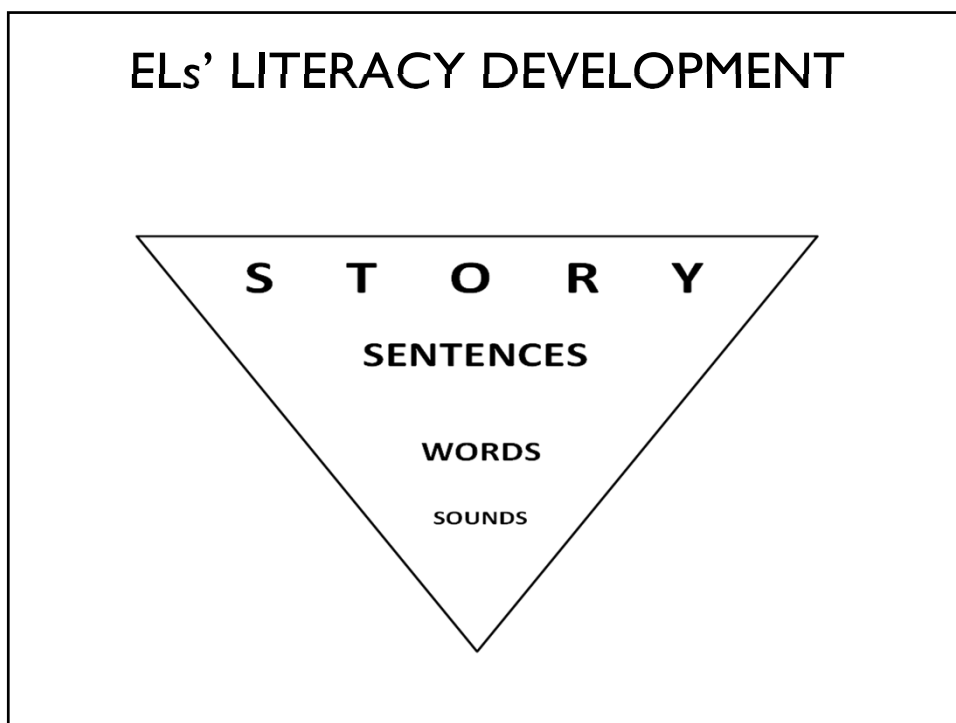 ELs’ LITERACY DEVELOPMENT
S T O R Y
SENTENCES
WORDS
SOUNDS